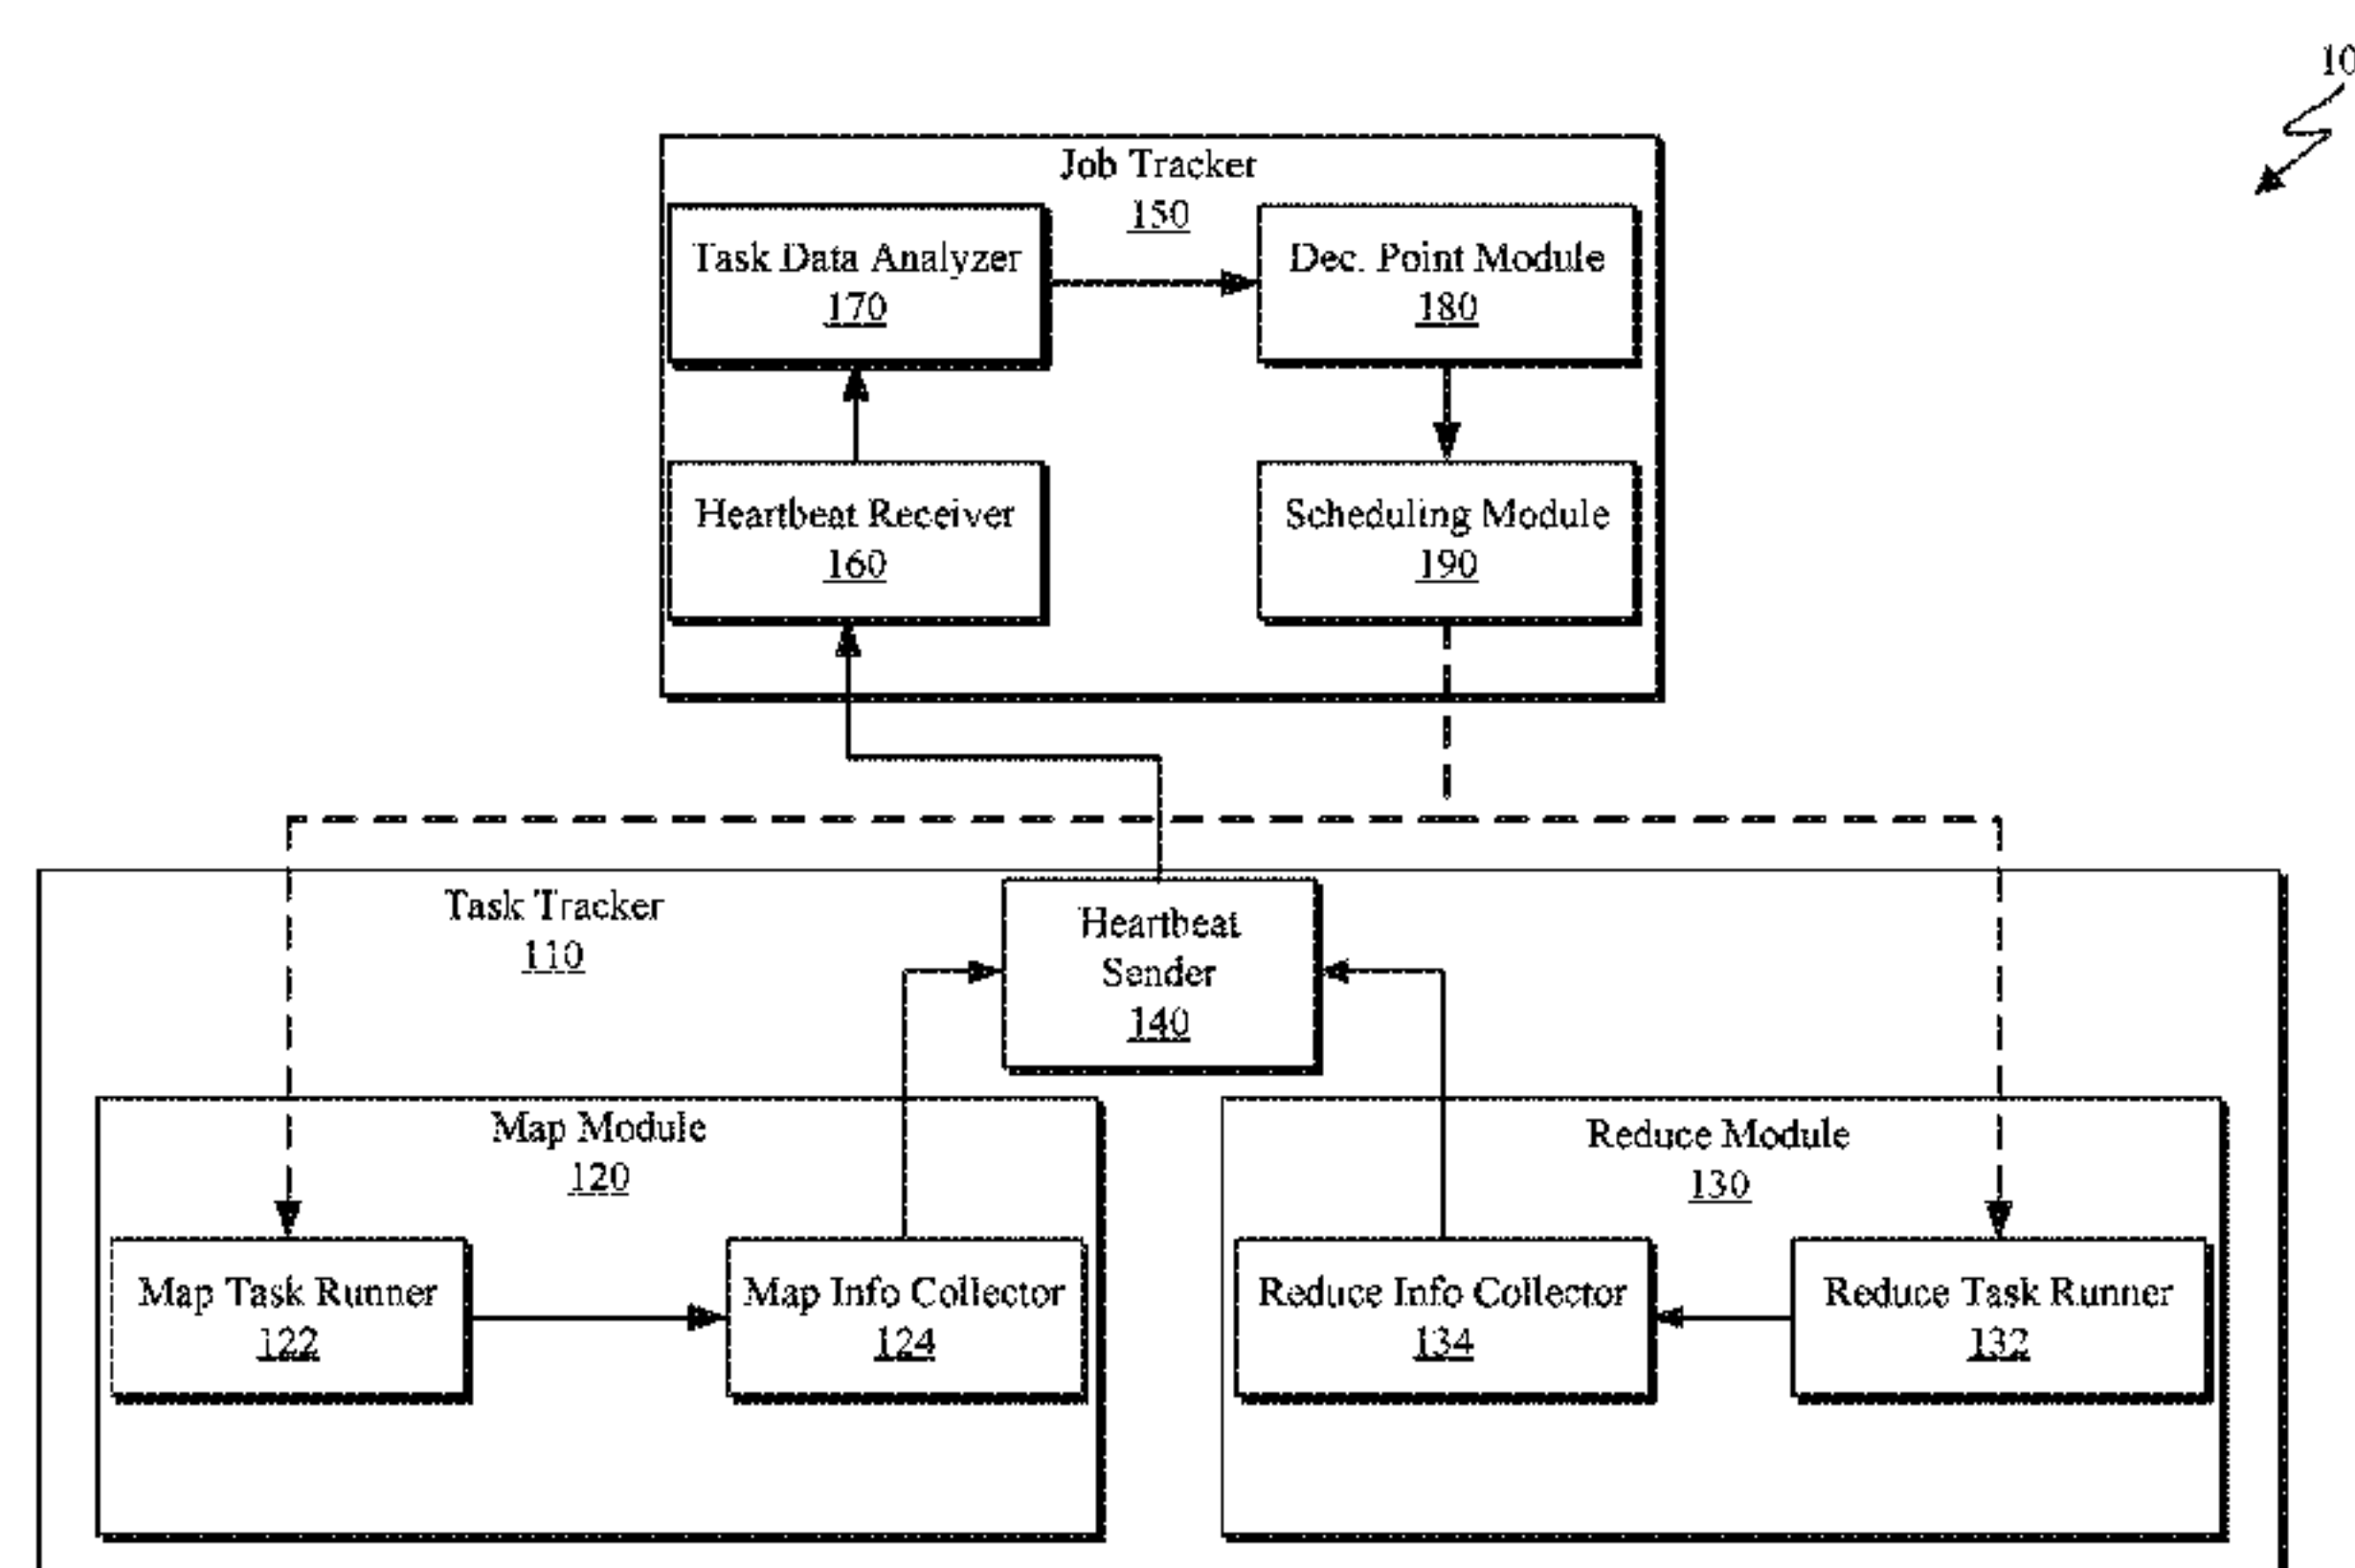 10
Job Tracker
150
Task Data Analyzer
170
Dec. Point Module
180
Heartbeat Receiver
160
Scheduling Module
190
Task Tracker
110
Heartbeat
Sender
140
Map Module
120
Reduce Module
130
Map Task Runner
122
Map Info Collector
124
Reduce Info Collector
134
Reduce Task Runner
132